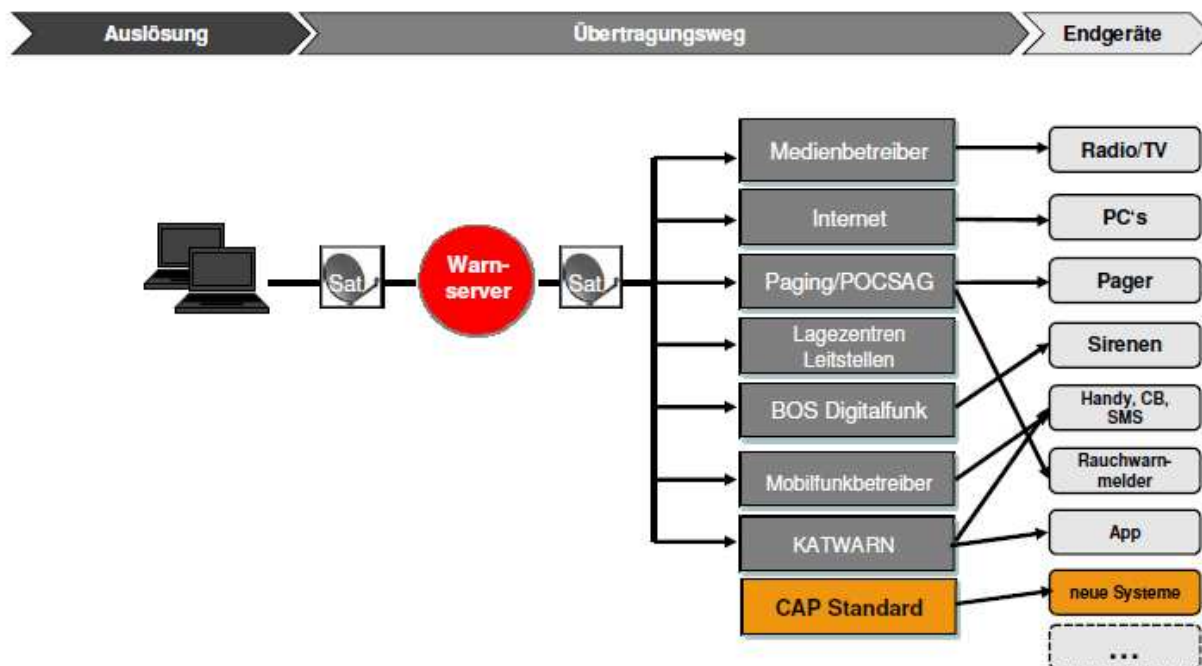 Auslösung
Übertragungsweg
Endgeräte
Medienbetreiber
Radio/TV
Internet
PC's
Sat
Warn-
server
Sat
Paging/POCSAG
Pager
Lagezentren
Leitstellen
Sirenen
BOS Digitalfunk
Handy, CB,
SMS
Mobilfunkbetreiber
Rauchwarn-
melder
KATWARN
App
CAP Standard
neue Systeme
...